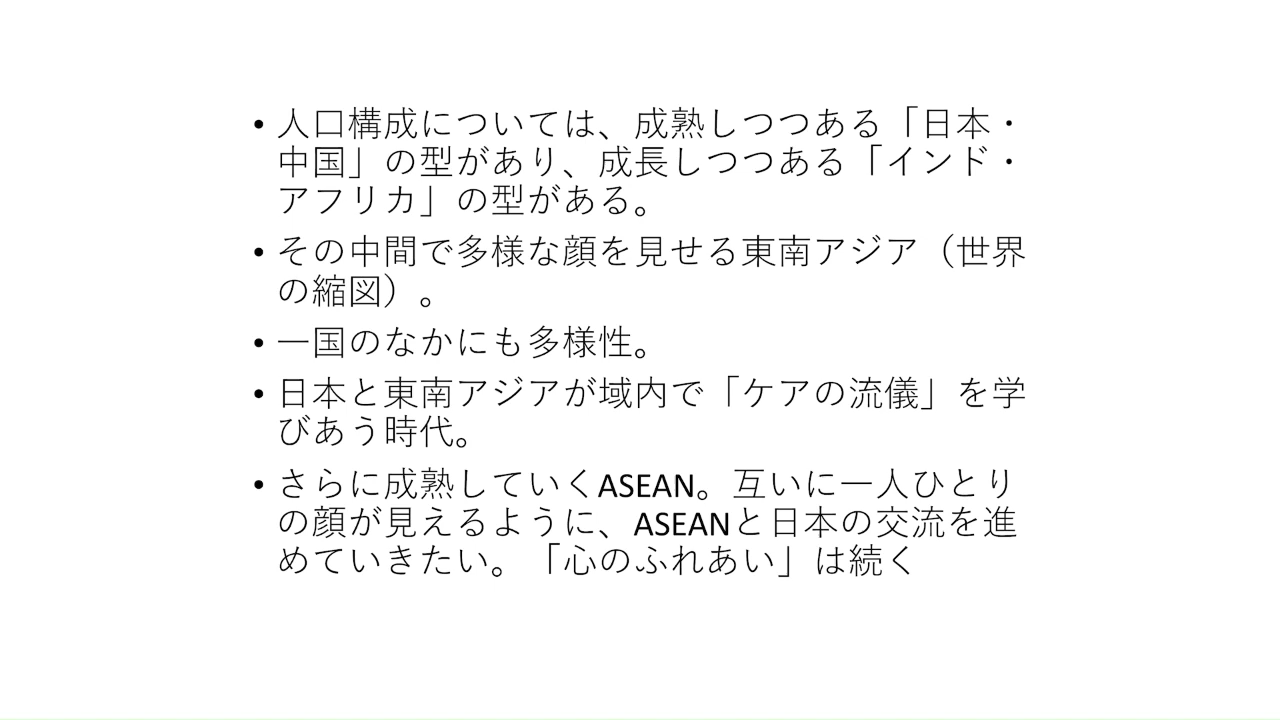 • 人口構成については、成熟しつつある「日本・
中国」の型があり、成長しつつある「インド・
アフリカ」の型がある。
• その中間で多様な顔を見せる東南アジア（世界
の縮図）。
• 一国のなかにも多様性。
• 日本と東南アジアが域内で「ケアの流儀」を学
びあう時代。
• さらに成熟していくASEAN。互いに一人ひとり
の顔が見えるように、ASEANと日本の交流を進
めていきたい。「心のふれあい」は続く